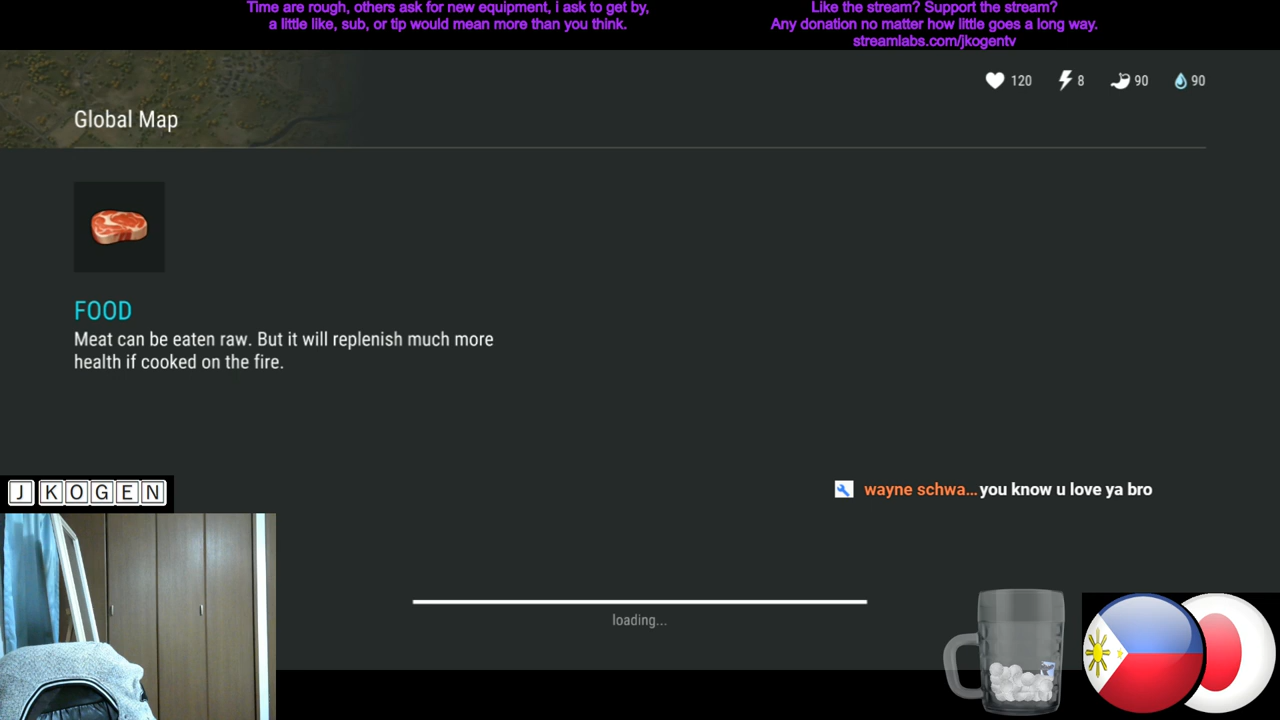 Time are rough, others ask for new equipment, i ask to get by,
a little like, sub, or tip would mean more than you think.
Like the stream? Support the stream?
Any donation no matter how little goes a long way.
streamlabs.com/jkogentv
120 8 90 90
Global Map
FOOD
Meat can be eaten raw. But it will replenish much more
health if cooked on the fire.
J KOGEN
wayne schwa… you know u love ya bro
loading...